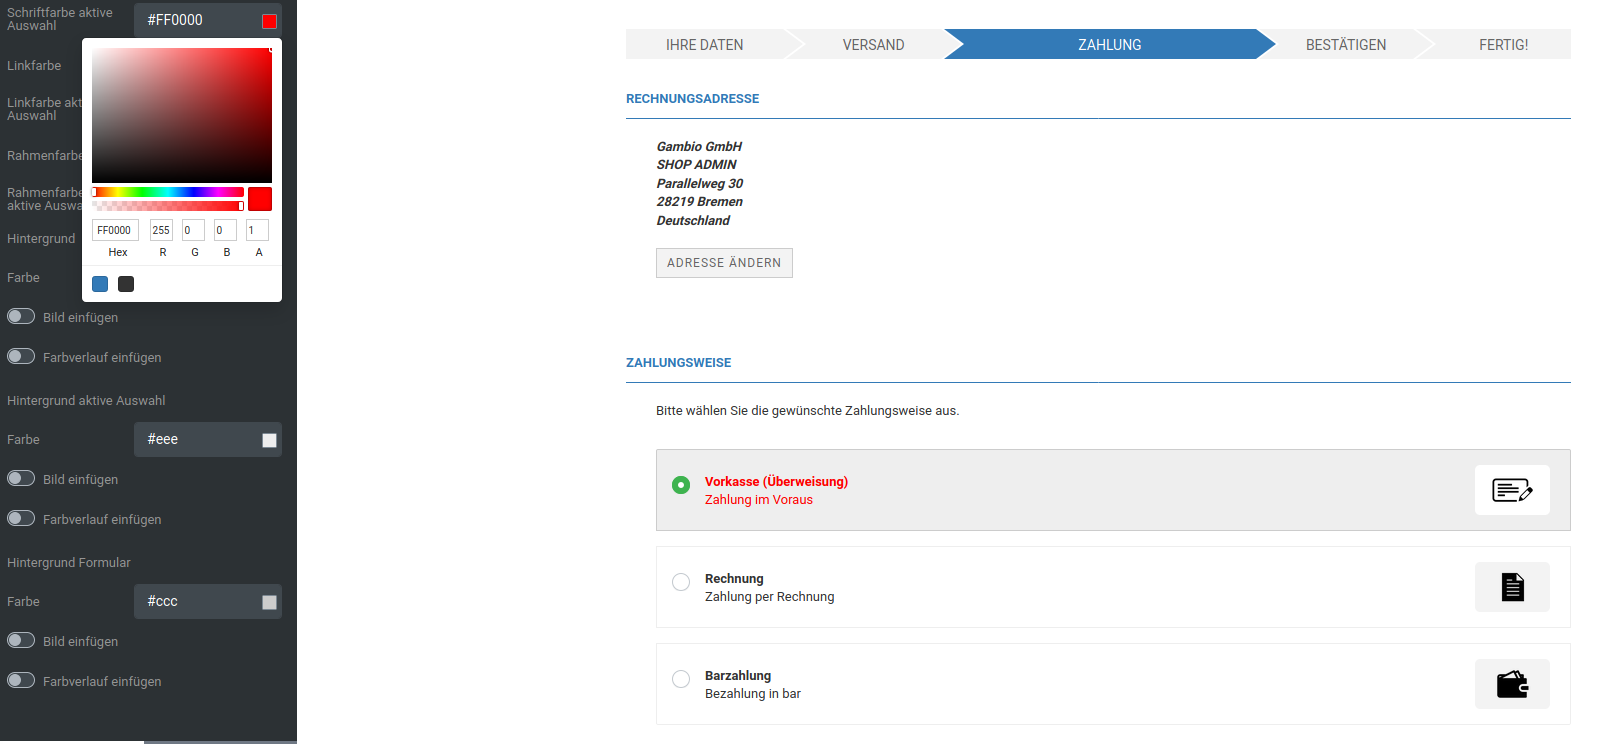 Schriftfarbe aktive
Auswahl
#FF0000
Linkfarbe
Linkfarbe akt
Auswahl
Rahmenfarbe
Rahmenfarbe
aktive Auswa
FF0000 255 0 0 1
Hex R G B A
Hintergrund
Farbe
Bild einfügen
Farbverlauf einfügen
Hintergrund aktive Auswahl
Farbe #eee
Bild einfügen
Farbverlauf einfügen
Hintergrund Formular
Farbe #ccc
Bild einfügen
Farbverlauf einfügen
IHRE DATEN VERSAND ZAHLUNG BESTÄTIGEN FERTIG!
RECHNUNGSADRESSE
Gambio GmbH
SHOP ADMIN
Parallelweg 30
28219 Bremen
Deutschland
ADRESSE ÄNDERN
ZAHLUNGSWEISE
Bitte wählen Sie die gewünschte Zahlungsweise aus.
Vorkasse (Überweisung)
Zahlung im Voraus
Rechnung
Zahlung per Rechnung
Barzahlung
Bezahlung in bar